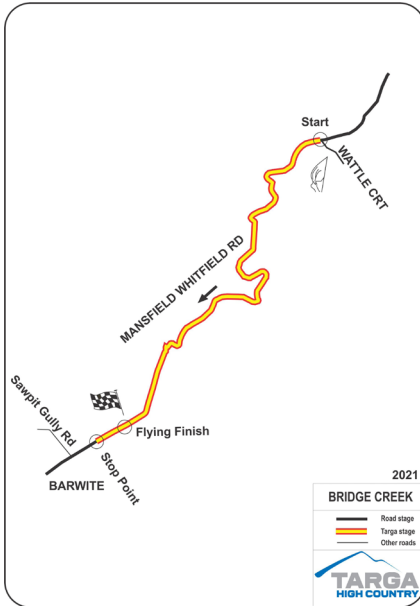 Start
WATTLE CRT
MANSFIELD WHITFIELD RD
Sawpit Gully Rd
Flying Finish
Stop Point
BARWITE
2021
BRIDGE CREEK
Road stage
Targa stage
Other roads
TARGA
HIGH COUNTRY